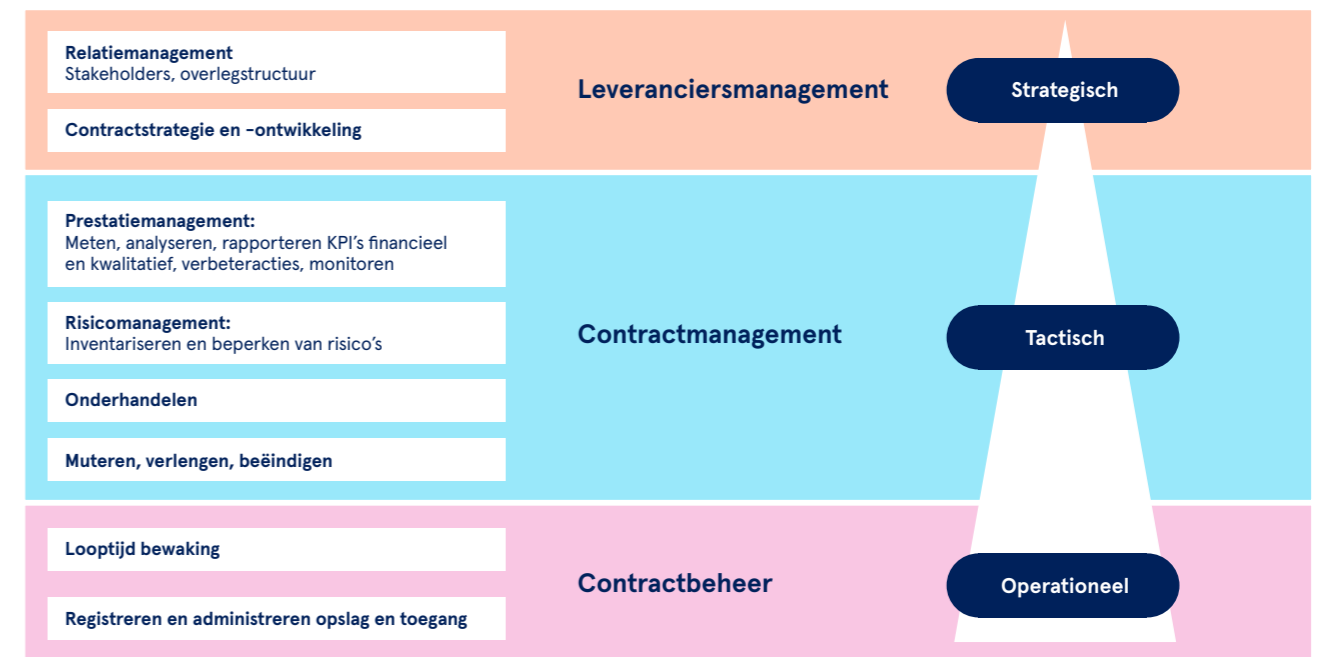 Relatiemanagement
Stakeholders, overlegstructuur
Contractstrategie en -ontwikkeling
Leveranciersmanagement
Strategisch
Prestatiemanagement:
Meten, analyseren, rapporteren KPI’s financieel
en kwalitatief, verbeteracties, monitoren
Risicomanagement:
Inventariseren en beperken van risico’s
Onderhandelen
Muteren, verlengen, beëindigen
Contractmanagement
Tactisch
Looptijd bewaking
Registreren en administreren opslag en toegang
Contractbeheer
Operationeel